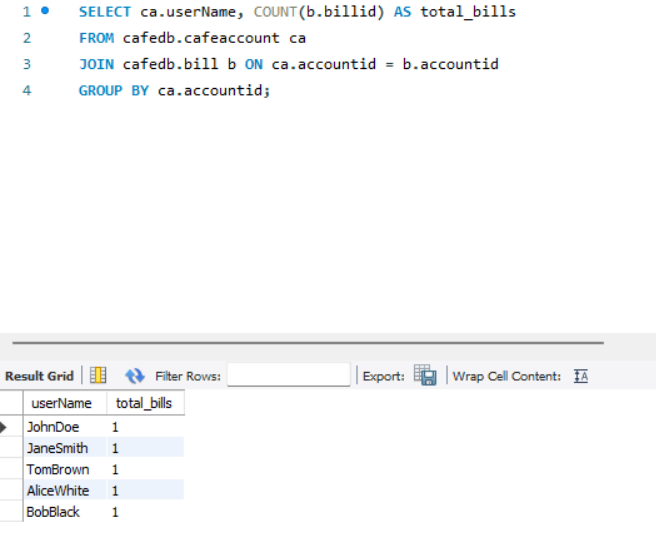 1 SELECT ca.userName, COUNT(b.billid) AS total_bills
2 FROM cafedb.cafeaccount ca
3 JOIN cafedb.bill b ON ca.accountid = b.accountid
4 GROUP BY ca.accountid;
Result Grid Filter Rows: Export: Wrap Cell Content: IA
userName total_bills
JohnDoe 1
JaneSmith 1
TomBrown 1
AliceWhite 1
BobBlack 1